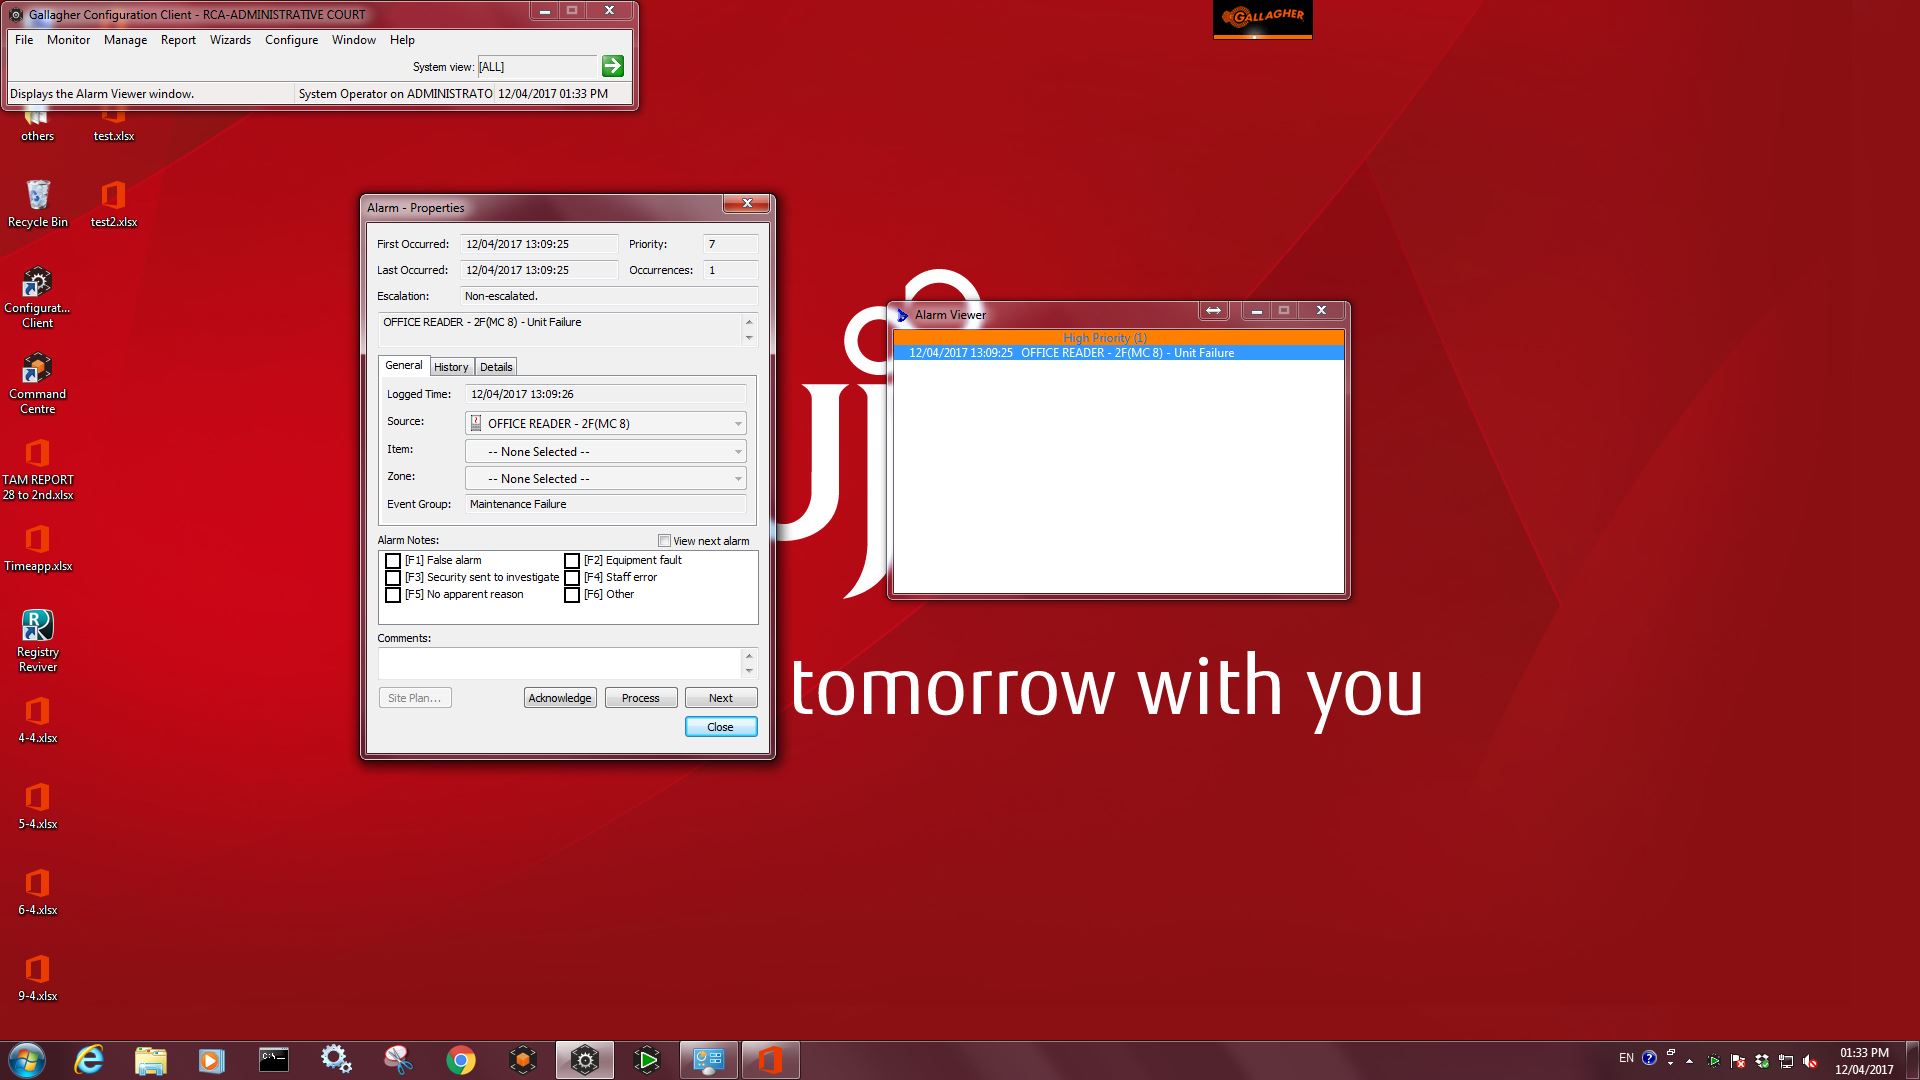 Gallagher Configuration Client - RCA-ADMINISTRATIVE COURT
File Monitor Manage Report Wizards Configure Window Help
System view: [ALL]
Displays the Alarm Viewer window. System Operator on ADMINISTRATO 12/04/2017 01:33 PM
GALLAGHER
others
test.xlsx
Recycle Bin
test2.xlsx
Configurat...
Client
Command
Centre
TAM REPORT
28 to 2nd.xlsx
Timeapp.xlsx
Registry
Reviver
4-4.xlsx
5-4.xlsx
6-4.xlsx
9-4.xlsx
Alarm - Properties
First Occurred: 12/04/2017 13:09:25 Priority: 7
Last Occurred: 12/04/2017 13:09:25 Occurrences: 1
Escalation: Non-escalated.
OFFICE READER - 2F(MC 8) - Unit Failure
General History Details
Logged Time: 12/04/2017 13:09:26
Source: OFFICE READER - 2F(MC 8)
Item: -- None Selected --
Zone: -- None Selected --
Event Group: Maintenance Failure
Alarm Notes: View next alarm
[F1] False alarm [F2] Equipment fault
[F3] Security sent to investigate [F4] Staff error
[F5] No apparent reason [F6] Other
Comments:
Site Plan... Acknowledge Process Next
Close
Alarm Viewer
High Priority (1)
12/04/2017 13:09:25 OFFICE READER - 2F(MC 8) - Unit Failure
tomorrow with you
C:\
EN
01:33 PM
12/04/2017